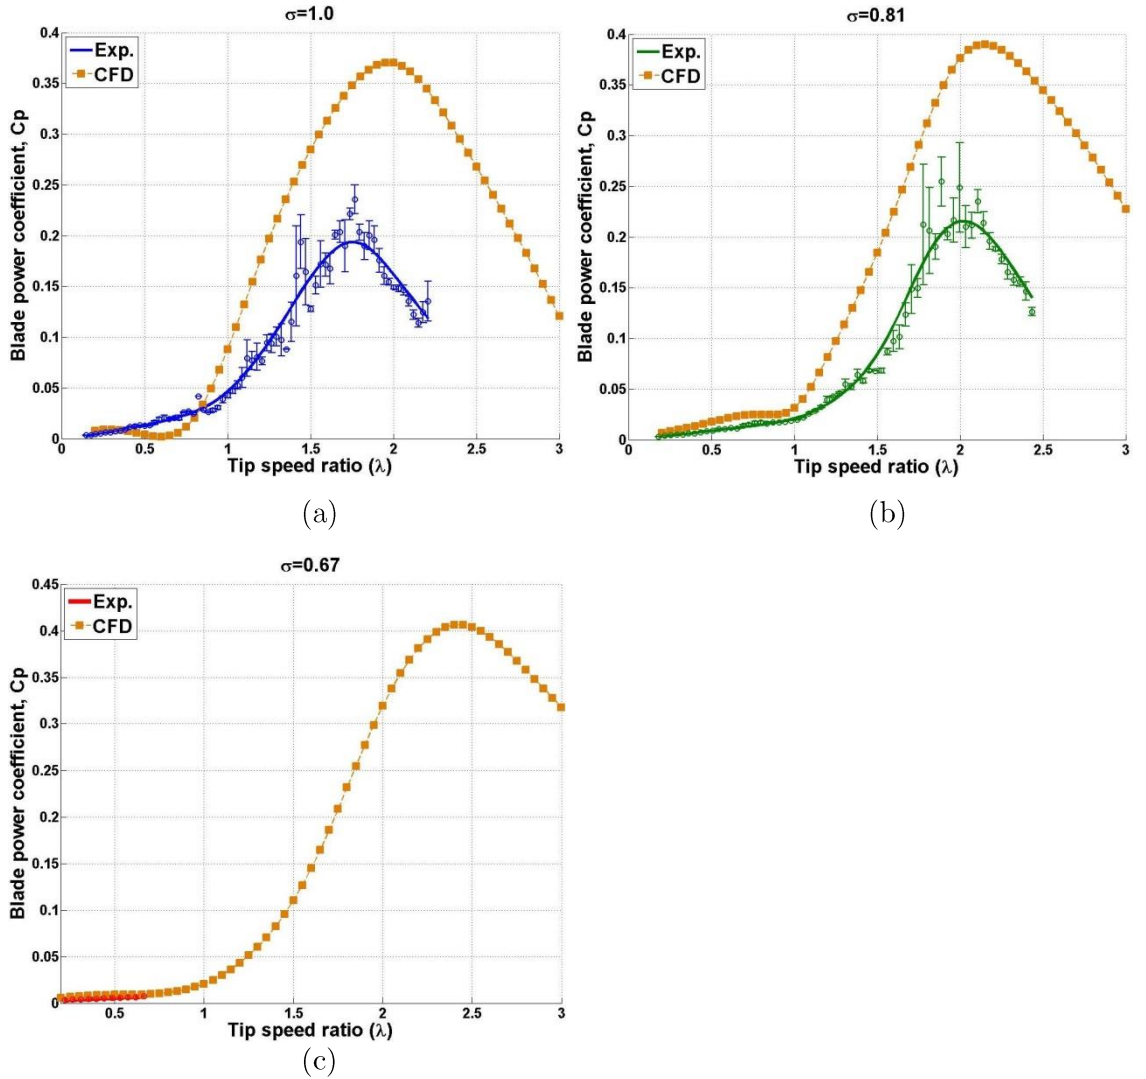 σ=1.0
Exp.
CFD
Blade power coefficient, Cp
0.4
0.35
0.3
0.25
0.2
0.15
0.1
0.05
0
0 0.5 1 1.5 2 2.5 3
Tip speed ratio (λ)
(a)
σ=0.81
Exp.
CFD
Blade power coefficient, Cp
0.4
0.35
0.3
0.25
0.2
0.15
0.1
0.05
0
0 0.5 1 1.5 2 2.5 3
Tip speed ratio (λ)
(b)
σ=0.67
Exp.
CFD
Blade power coefficient, Cp
0.45
0.4
0.35
0.3
0.25
0.2
0.15
0.1
0.05
0
0.5 1 1.5 2 2.5 3
Tip speed ratio (λ)
(c)